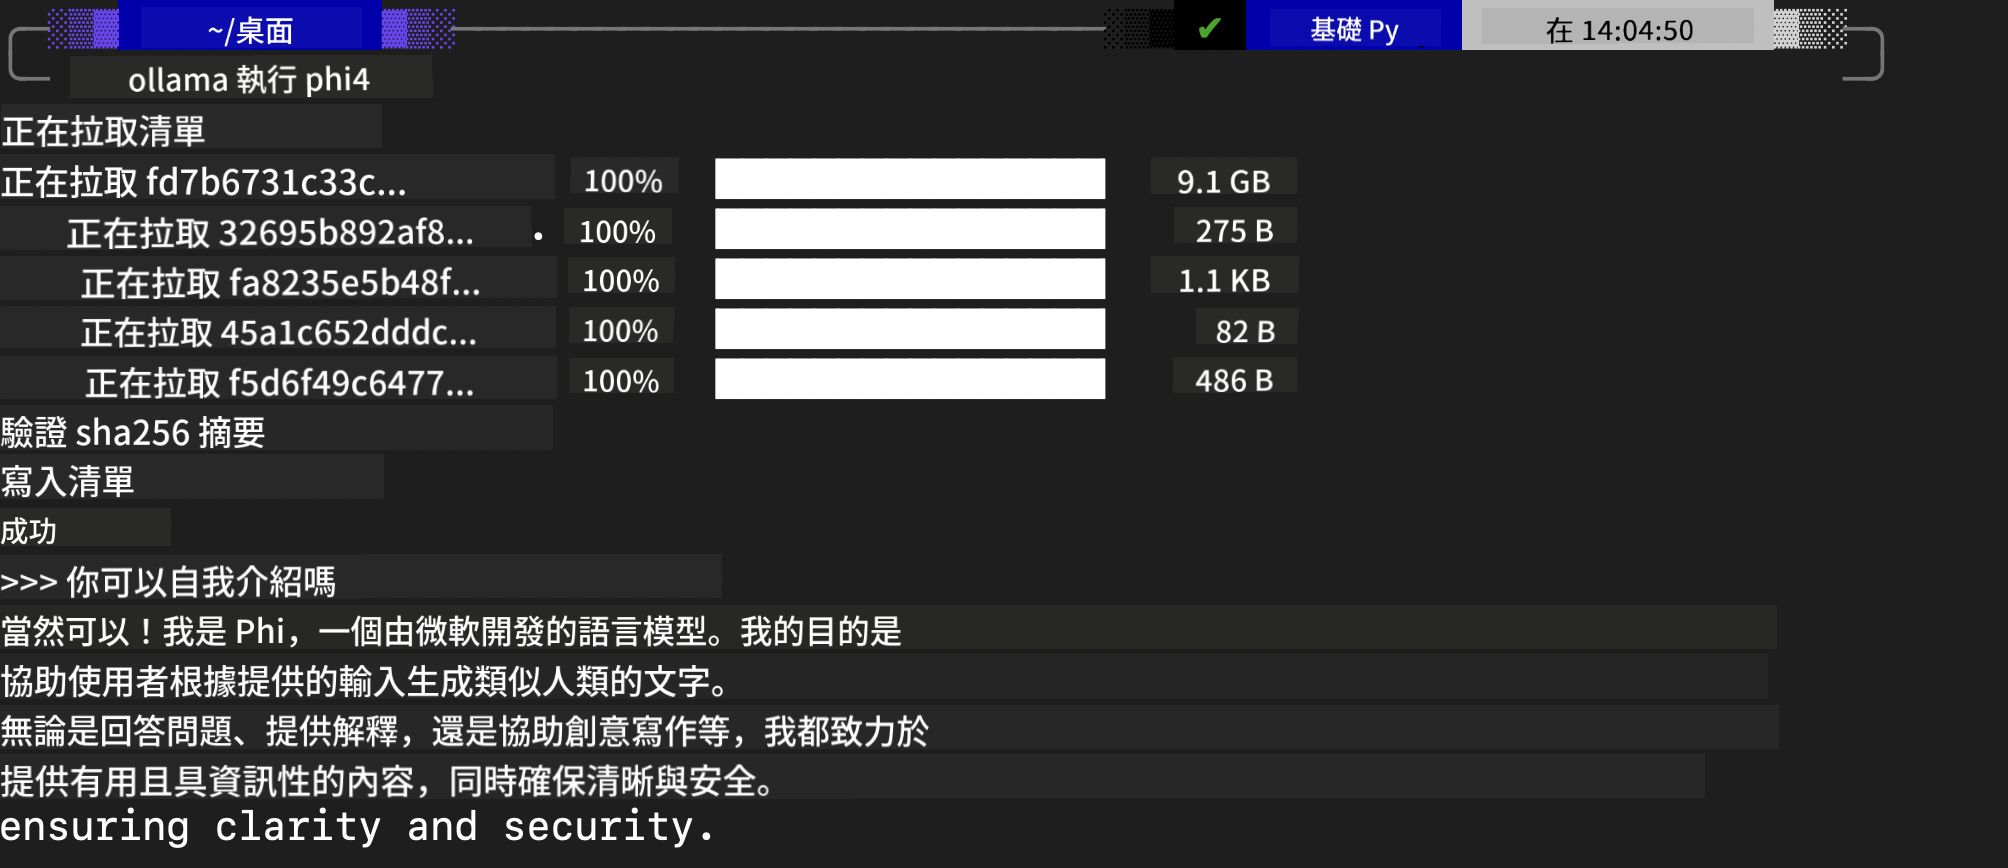 ~/桌面 ✔ 基礎 Py 在 14:04:50
ollama 執行 phi4
正在拉取清單
正在拉取 fd7b6731c33c... 100% 9.1 GB
正在拉取 32695b892af8... 100% 275 B
正在拉取 fa8235e5b48f... 100% 1.1 KB
正在拉取 45a1c652dddc... 100% 82 B
正在拉取 f5d6f49c6477... 100% 486 B
驗證 sha256 摘要
寫入清單
成功
>>> 你可以自我介紹嗎
當然可以！我是 Phi，一個由微軟開發的語言模型。我的目的是
協助使用者根據提供的輸入生成類似人類的文字。
無論是回答問題、提供解釋，還是協助創意寫作等，我都致力於
提供有用且具資訊性的內容，同時確保清晰與安全。
ensuring clarity and security.